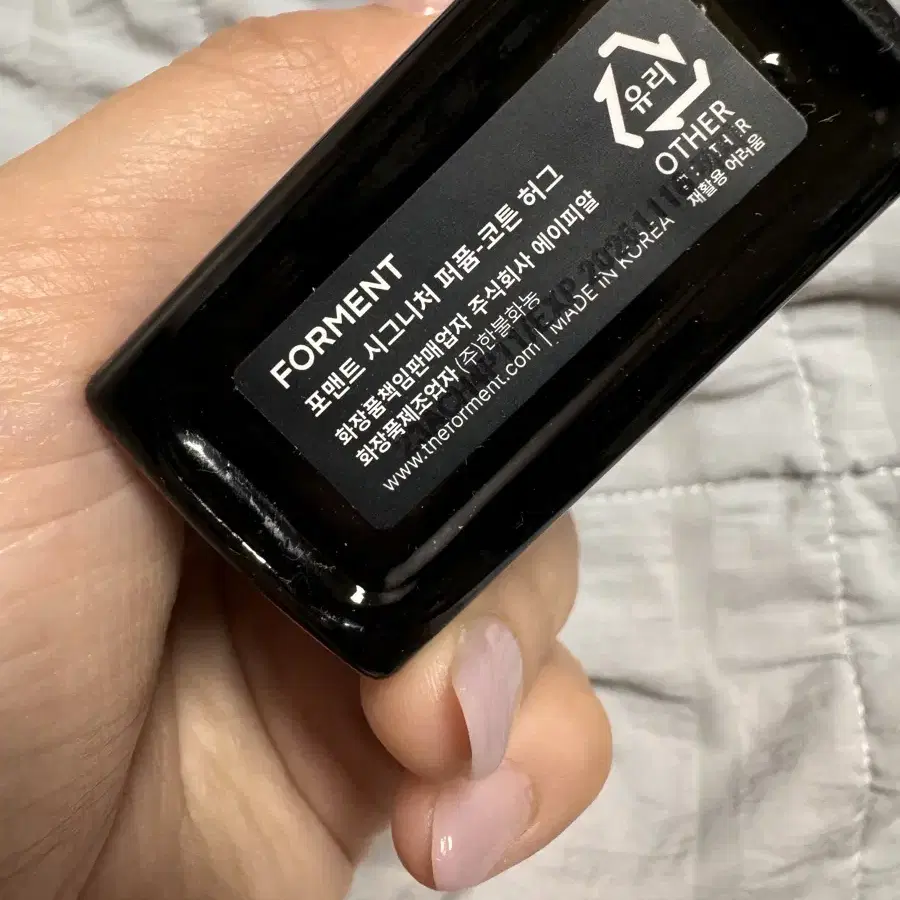 유리
OTHER
재활용 어려움
FORMENT
포맨트 시그니처 퍼퓸-코튼 허그
화장품책임판매업자 주식회사 에이피알
화장품제조업자 (주)한불화농
www.theforment.com | MADE IN KOREA
EXP